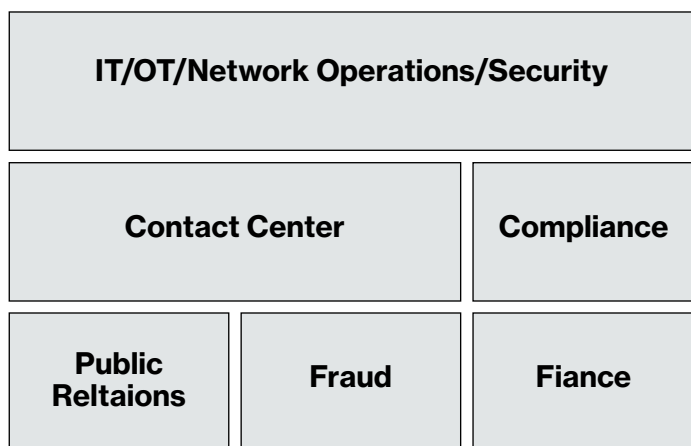 IT/OT/Network Operations/Security
Contact Center
Compliance
Public
Reltaions
Fraud
Fiance